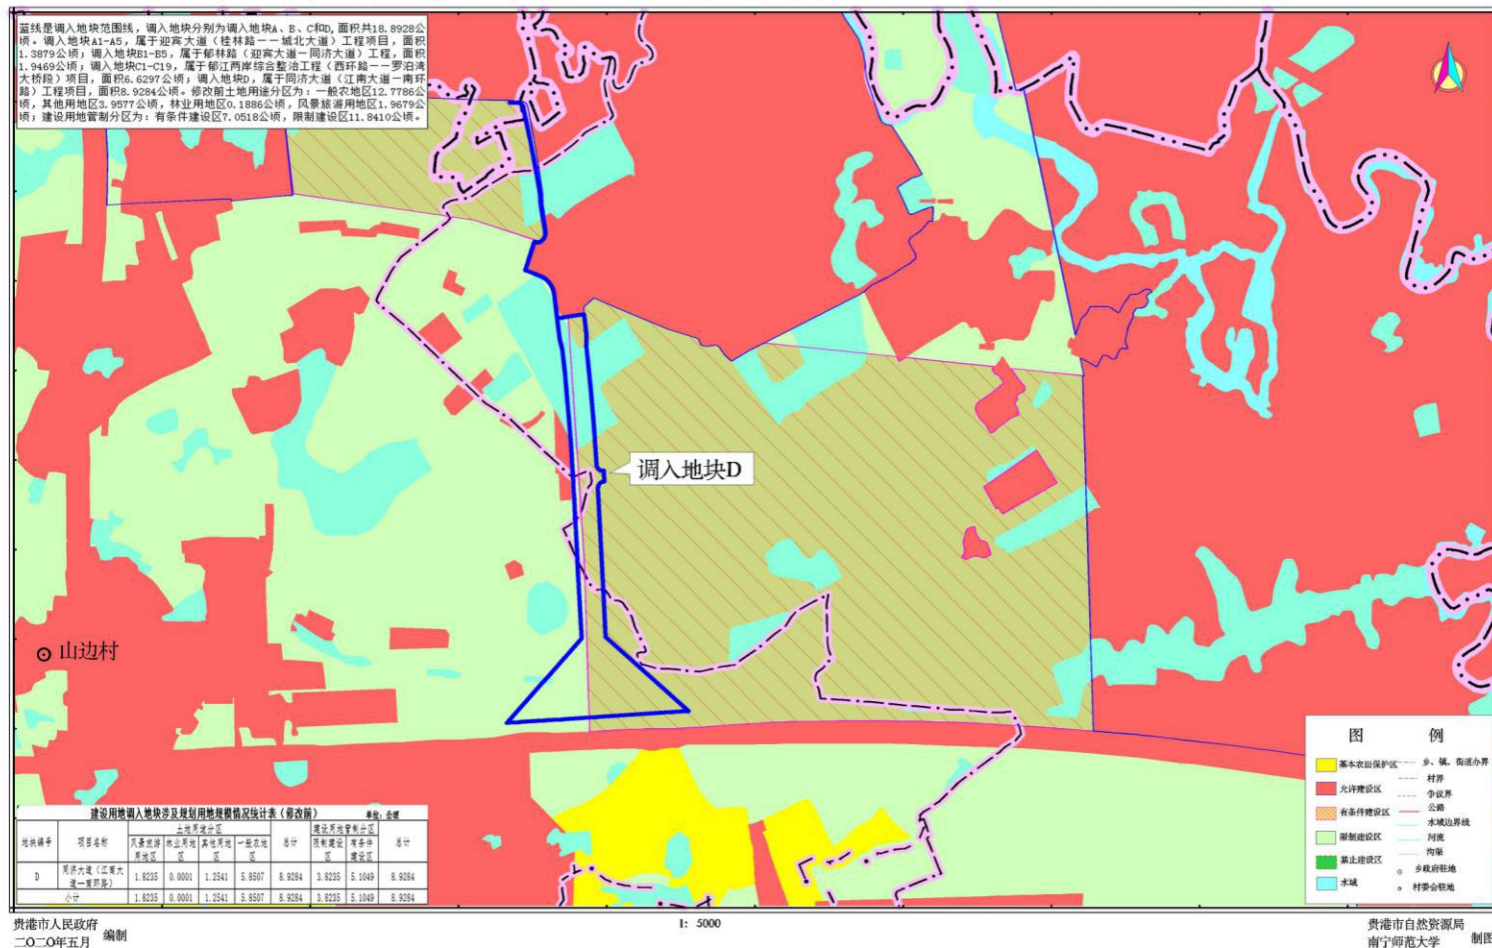 蓝线是调入地块范围线，调入地块分别为调入地块A、B、C和D,面积共18.8928公
顷。调入地块A1-A5，属于迎宾大道（桂林路——城北大道）工程项目，面积
1.3879公顷；调入地块B1-B5，属于郁林路（迎宾大道—同济大道）工程，面积
1.9469公顷；调入地块C1-C19，属于郁江两岸综合整治工程（西环路——罗泊湾
大桥段）项目，面积6.6297公顷；调入地块D，属于同济大道（江南大道—南环
路）工程项目，面积8.9284公顷。修改前土地用途分区为：一般农地区12.7786公
顷，其他用地区3.9577公顷，林业用地区0.1886公顷，风景旅游用地区1.9679公
顷；建设用地管制分区为：有条件建设区7.0518公顷，限制建设区11.8410公顷。
调入地块D
山边村
图 例
基本农田保护区 乡、镇、街道办界
允许建设区 村界
争议界
有条件建设区 公路
水域边界线
限制建设区 河流
禁止建设区 沟渠
乡政府驻地
水域 村委会驻地
建设用地调入地块涉及规划用地规模情况统计表（修改前） 单位：公顷
地块编号 项目名称 土地用途分区 总计 建设用地管制分区 总计
风景旅游用地区 林业用地区 其他用地区 一般农地区 限制建设区 有条件建设区
D 同济大道（江南大道—南环路） 1.8235 0.0001 1.2541 5.8507 8.9284 3.8235 5.1049 8.9284
小计 1.8235 0.0001 1.2541 5.8507 8.9284 3.8235 5.1049 8.9284
贵港市人民政府
二〇二〇年五月 编制
1: 5000
贵港市自然资源局
南宁师范大学 制图